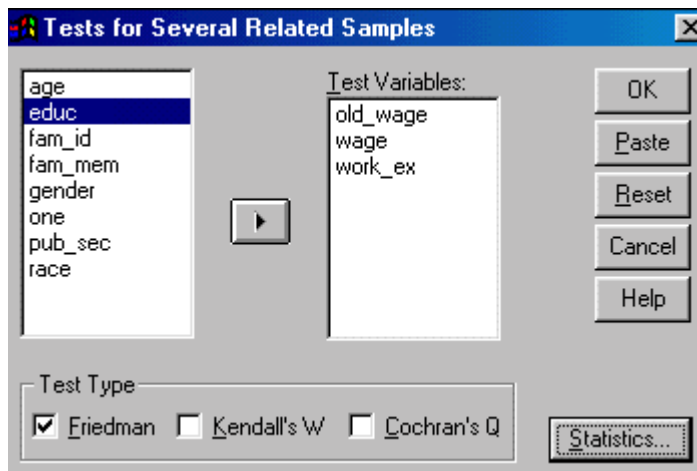 Tests for Several Related Samples
age
educ
fam_id
fam_mem
gender
one
pub_sec
race
Test Variables:
old_wage
wage
work_ex
OK
Paste
Reset
Cancel
Help
Test Type
Friedman
Kendall's W
Cochran's Q
Statistics...